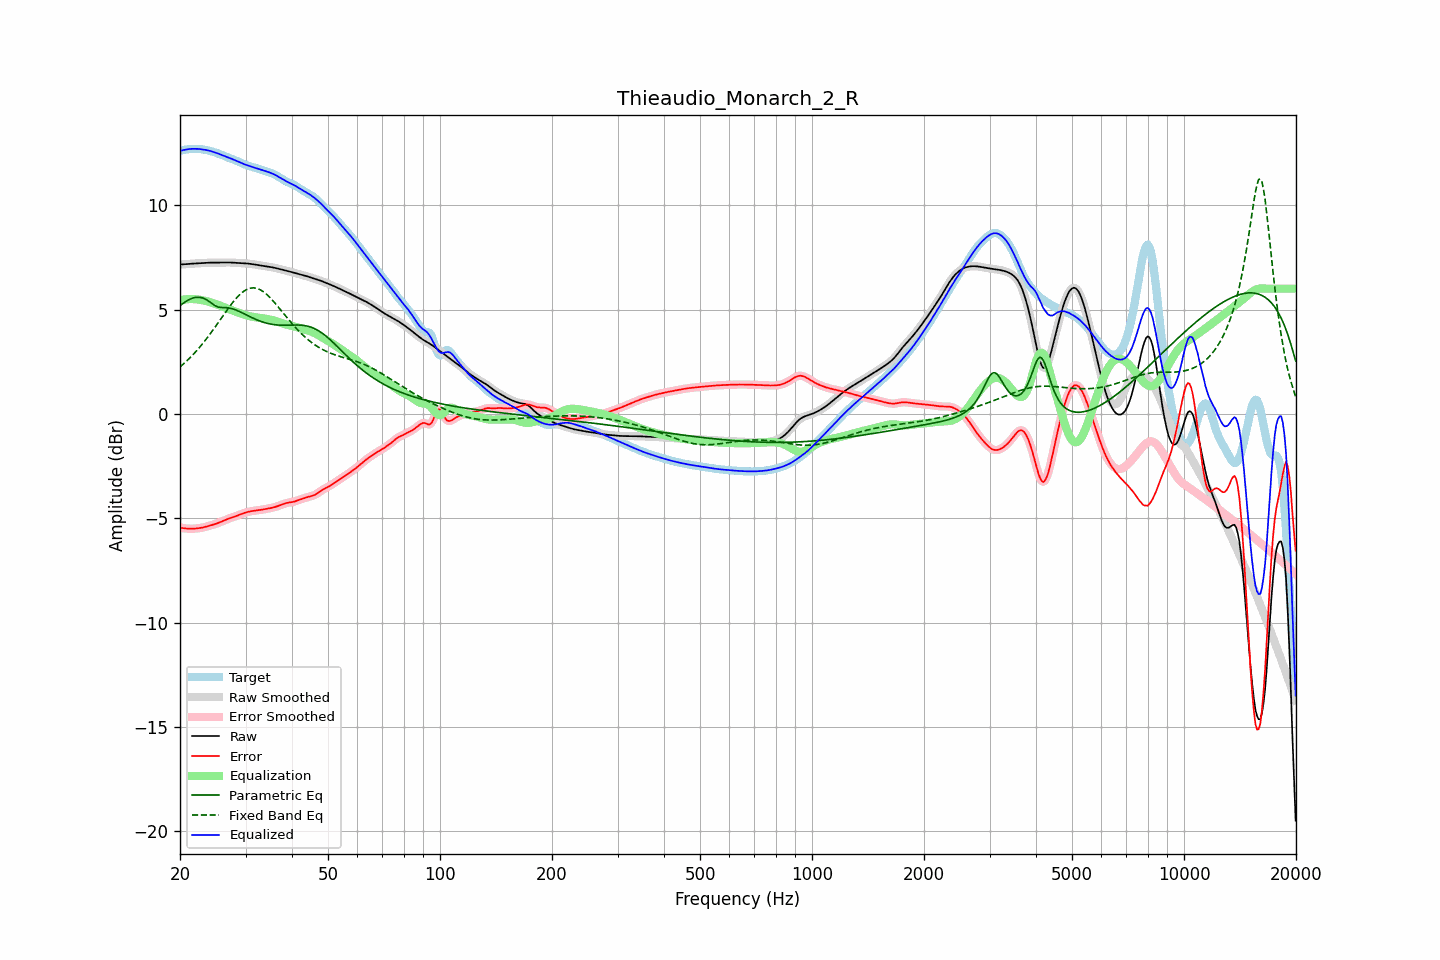 Thieaudio_Monarch_2_R
Amplitude (dBr)
10
5
0
−5
−10
−15
−20
Target
Raw Smoothed
Error Smoothed
Raw
Error
Equalization
Parametric Eq
Fixed Band Eq
Equalized
20 50 100 200 500 1000 2000 5000 10000 20000
Frequency (Hz)